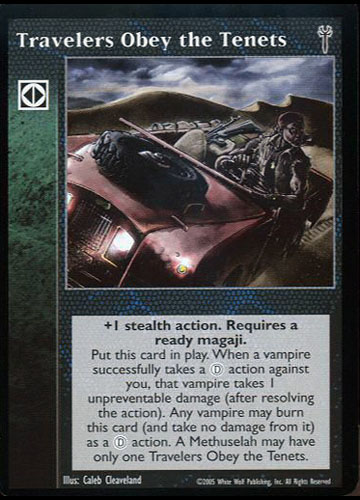 Travelers Obey the Tenets
+1 stealth action. Requires a
ready magaji.
Put this card in play. When a vampire
successfully takes a Ⓓ action against
you, that vampire takes 1
unpreventable damage (after resolving
the action). Any vampire may burn
this card (and take no damage from it)
as a Ⓓ action. A Methuselah may have
only one Travelers Obey the Tenets.
Illus: Caleb Cleaveland
©2005 White Wolf Publishing, Inc. All Rights Reserved